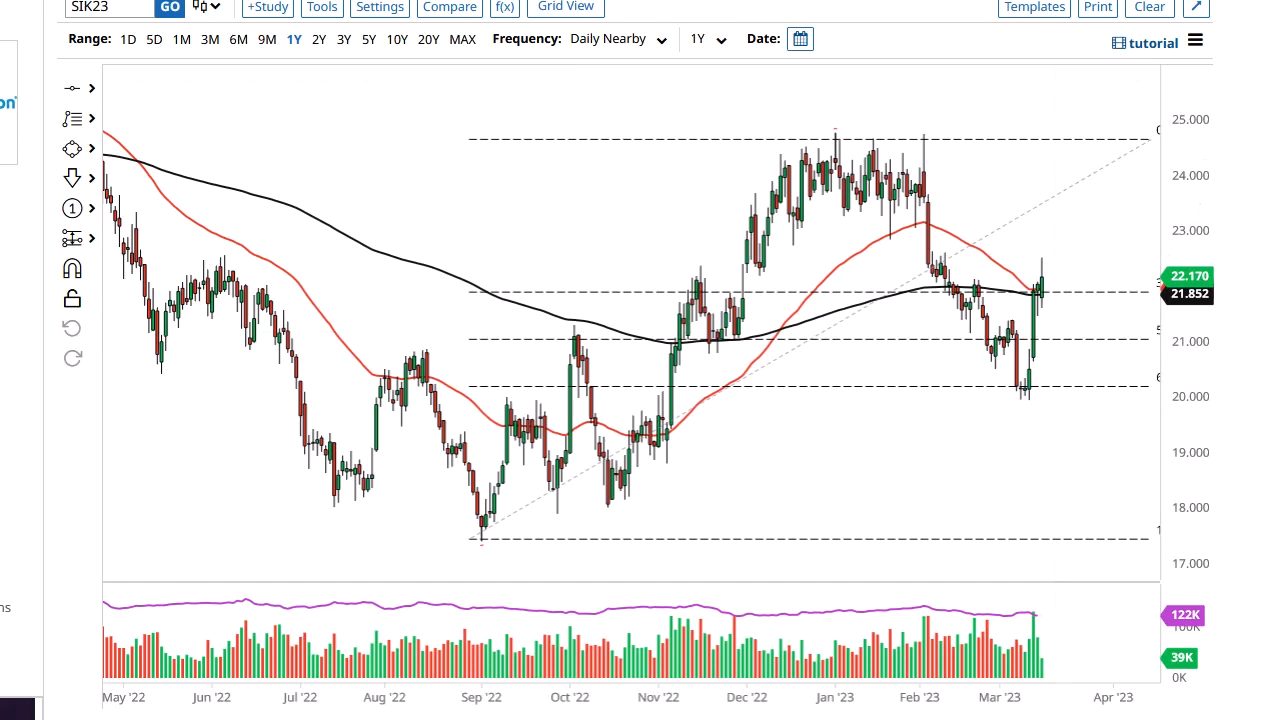 SIK23 GO +Study Tools Settings Compare f(x) Grid View Templates Print Clear
Range: 1D 5D 1M 3M 6M 9M 1Y 2Y 3Y 5Y 10Y 20Y MAX Frequency: Daily Nearby 1Y Date: tutorial
on
25.000
24.000
23.000
22.170
21.852
21.000
20.000
19.000
18.000
17.000
1
ns
122K
100K
39K
0K
May '22 Jun '22 Jul '22 Aug '22 Sep '22 Oct '22 Nov '22 Dec '22 Jan '23 Feb '23 Mar '23 Apr '23